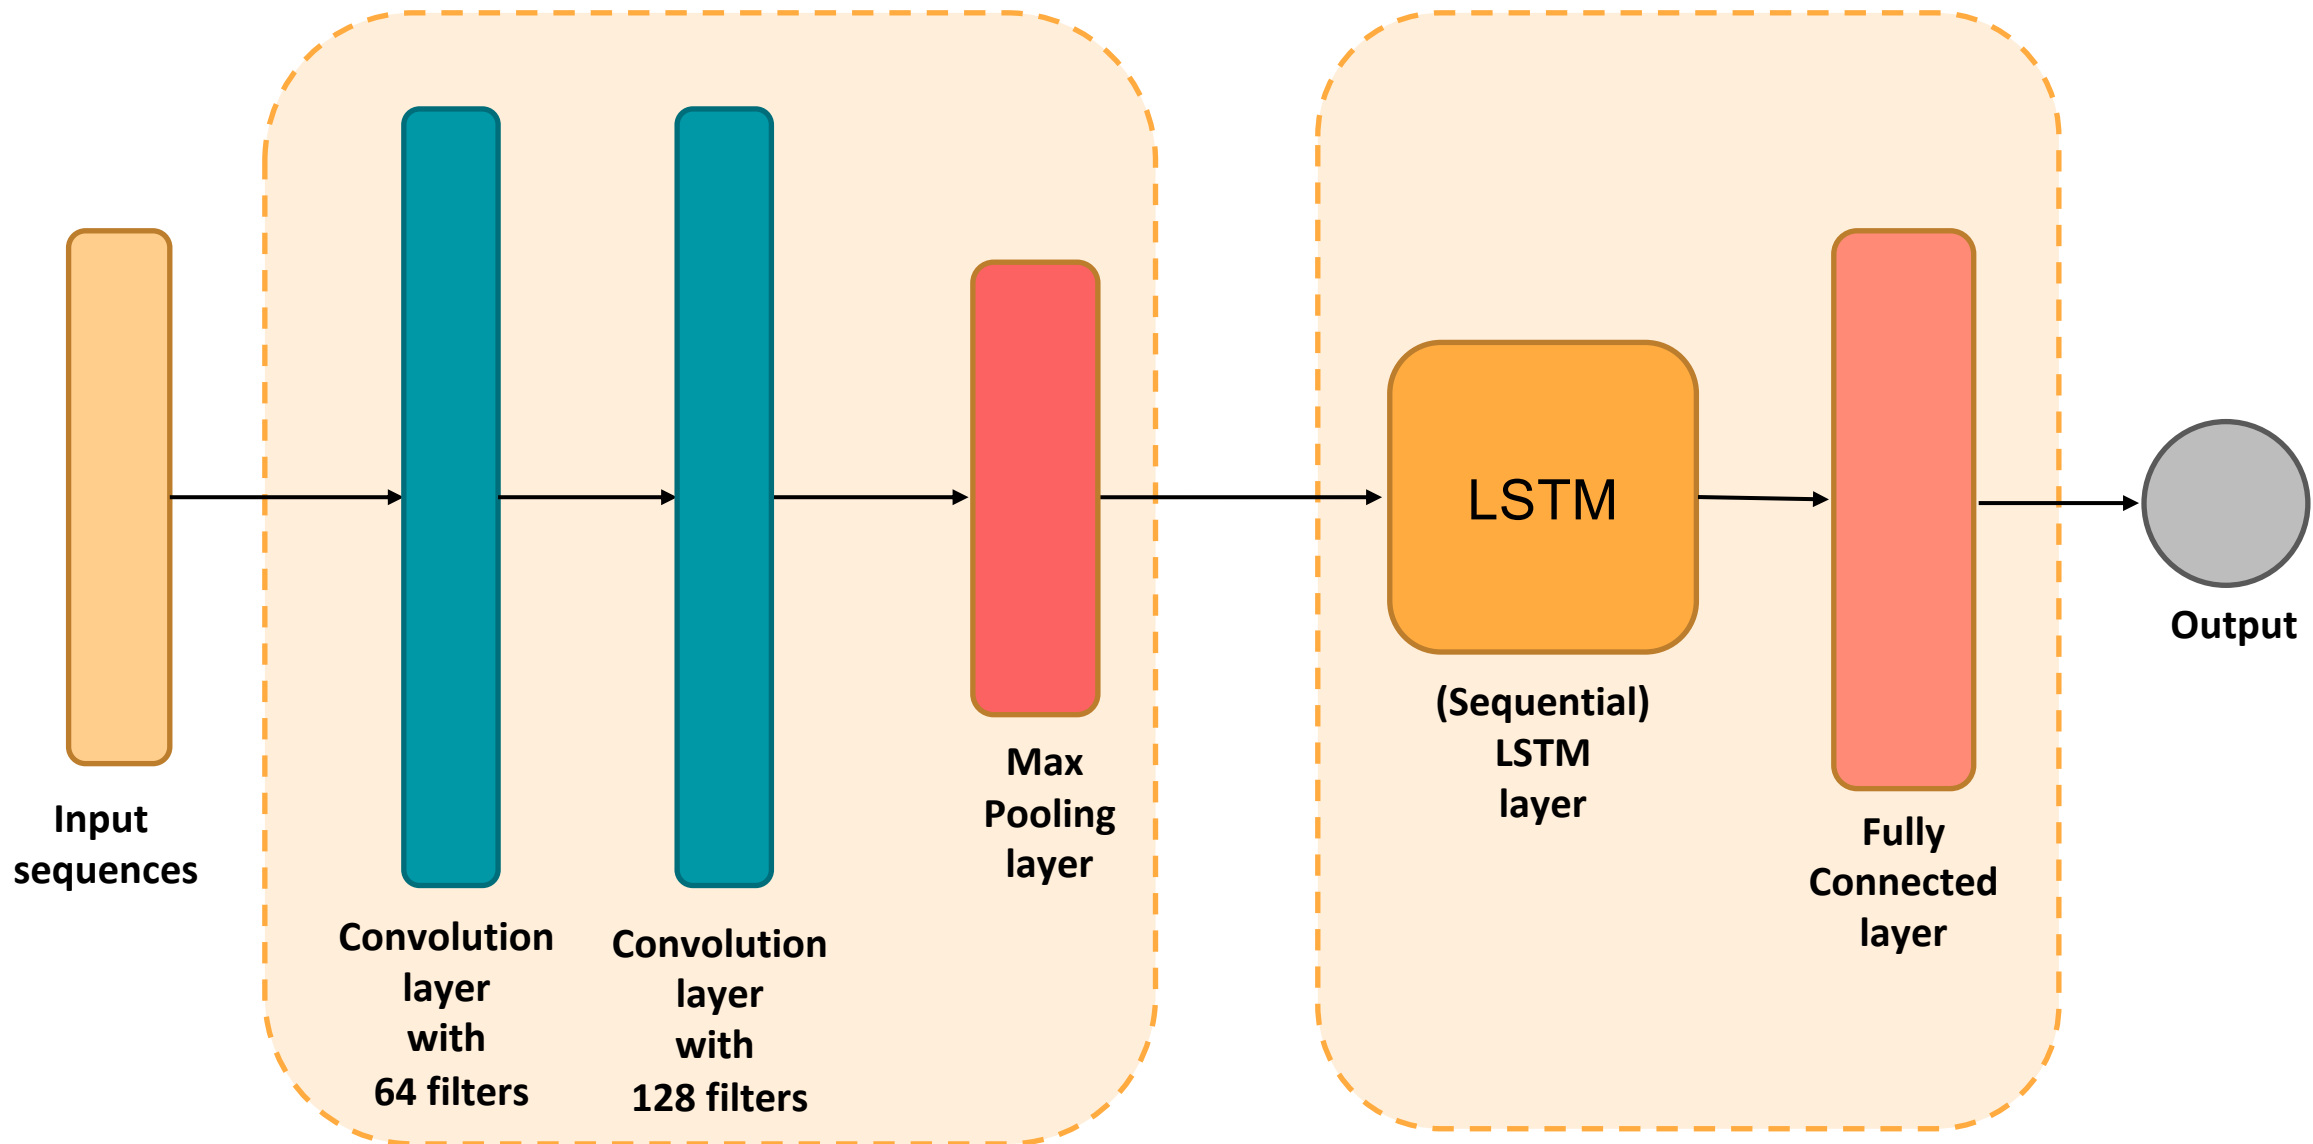 Input
sequences
Convolution
layer
with
64 filters
Convolution
layer
with
128 filters
Max
Pooling
layer
LSTM
(Sequential)
LSTM
layer
Fully
Connected
layer
Output